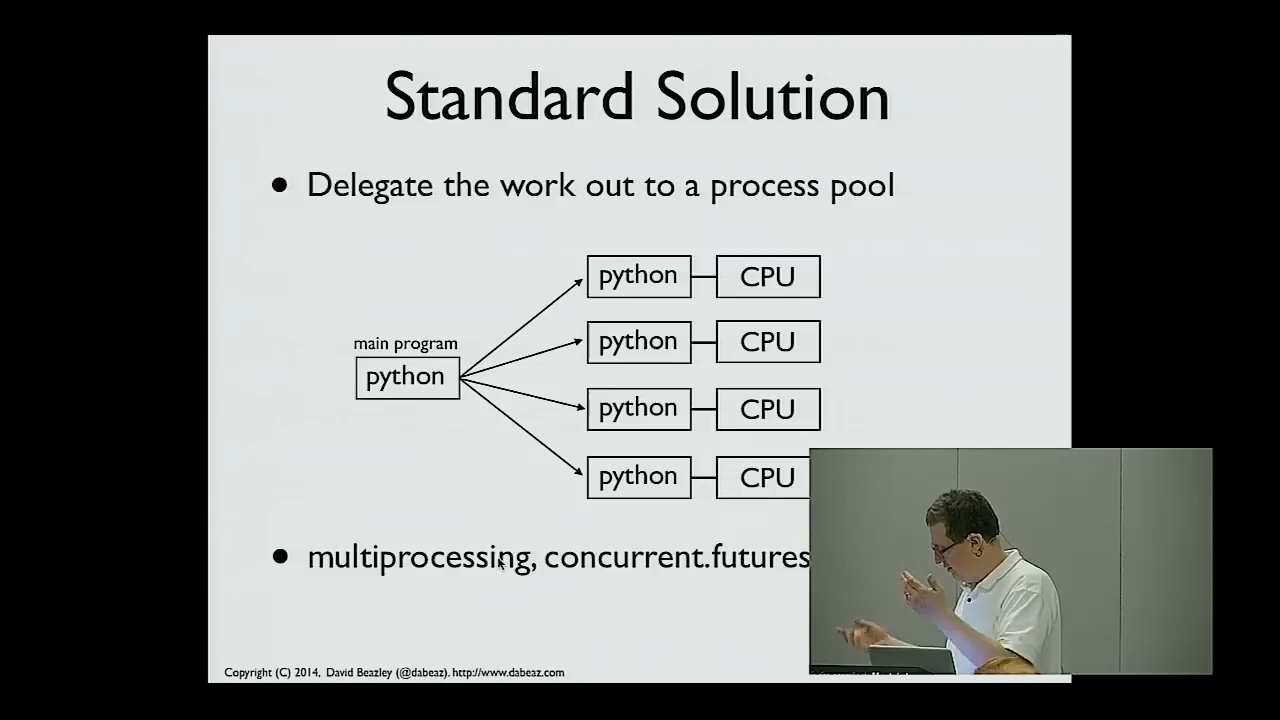 Standard Solution
• Delegate the work out to a process pool
python CPU
python CPU
main program
python
python CPU
python CPU
• multiprocessing, concurrent.futures
Copyright (C) 2014, David Beazley (@dabeaz). http://www.dabeaz.com